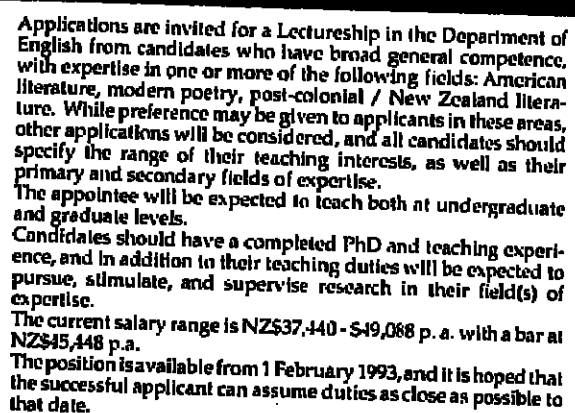 Applications are invited for a Lectureship in the Department of
English from candidates who have broad general competence,
with expertise in one or more of the following fields: American
literature, modern poetry, post-colonial / New Zealand litera-
ture. While preference may be given to applicants in these areas,
other applications will be considered, and all candidates should
specify the range of their teaching interests, as well as their
primary and secondary fields of expertise.
The appointee will be expected to teach both at undergraduate
and graduate levels.
Candidates should have a completed PhD and teaching experi-
ence, and in addition to their teaching duties will be expected to
pursue, stimulate, and supervise research in their field(s) of
expertise.
The current salary range is NZ$37,440 - $49,088 p. a. with a bar at
NZ$45,448 p.a.
The position is available from 1 February 1993, and it is hoped that
the successful applicant can assume duties as close as possible to
that date.